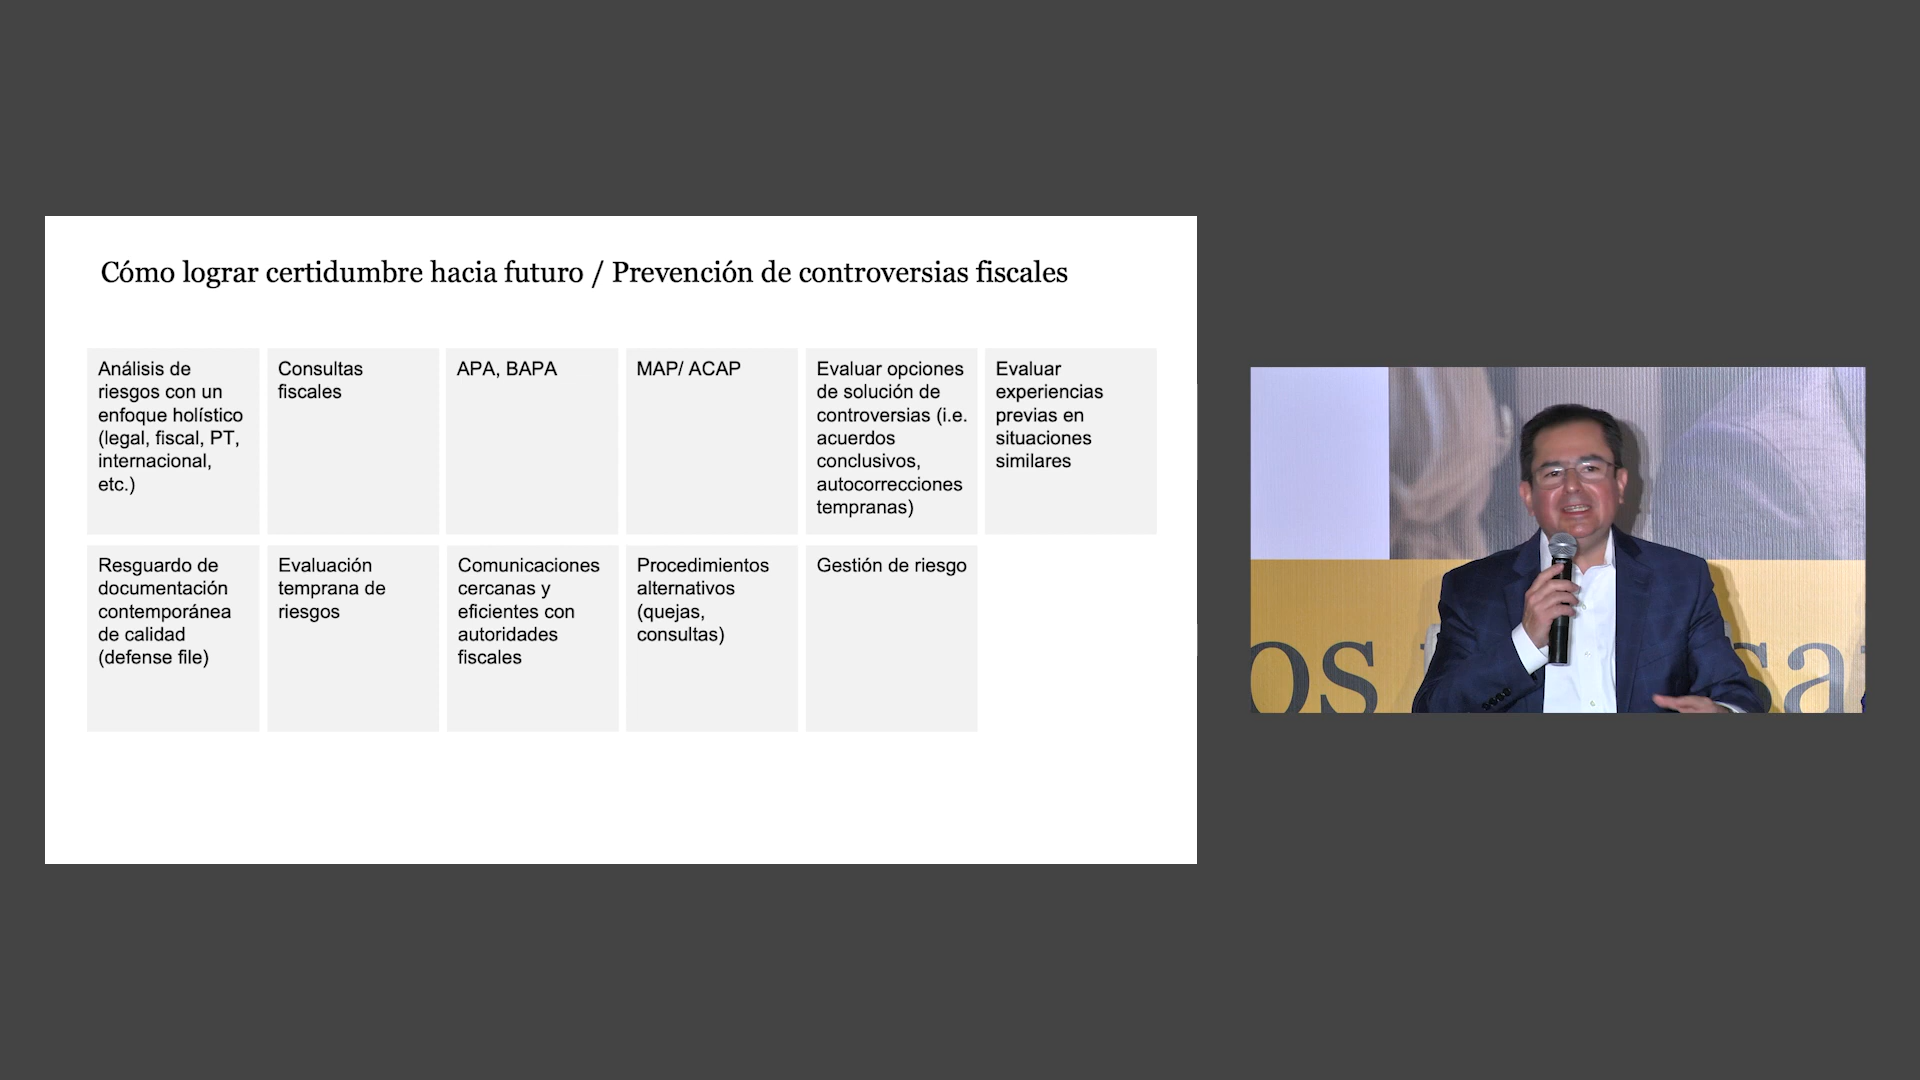 Cómo lograr certidumbre hacia futuro / Prevención de controversias fiscales
Análisis de
riesgos con un
enfoque holístico
(legal, fiscal, PT,
internacional,
etc.)
Consultas
fiscales
APA, BAPA
MAP/ ACAP
Evaluar opciones
de solución de
controversias (i.e.
acuerdos
conclusivos,
autocorrecciones
tempranas)
Evaluar
experiencias
previas en
situaciones
similares
Resguardo de
documentación
contemporánea
de calidad
(defense file)
Evaluación
temprana de
riesgos
Comunicaciones
cercanas y
eficientes con
autoridades
fiscales
Procedimientos
alternativos
(quejas,
consultas)
Gestión de riesgo